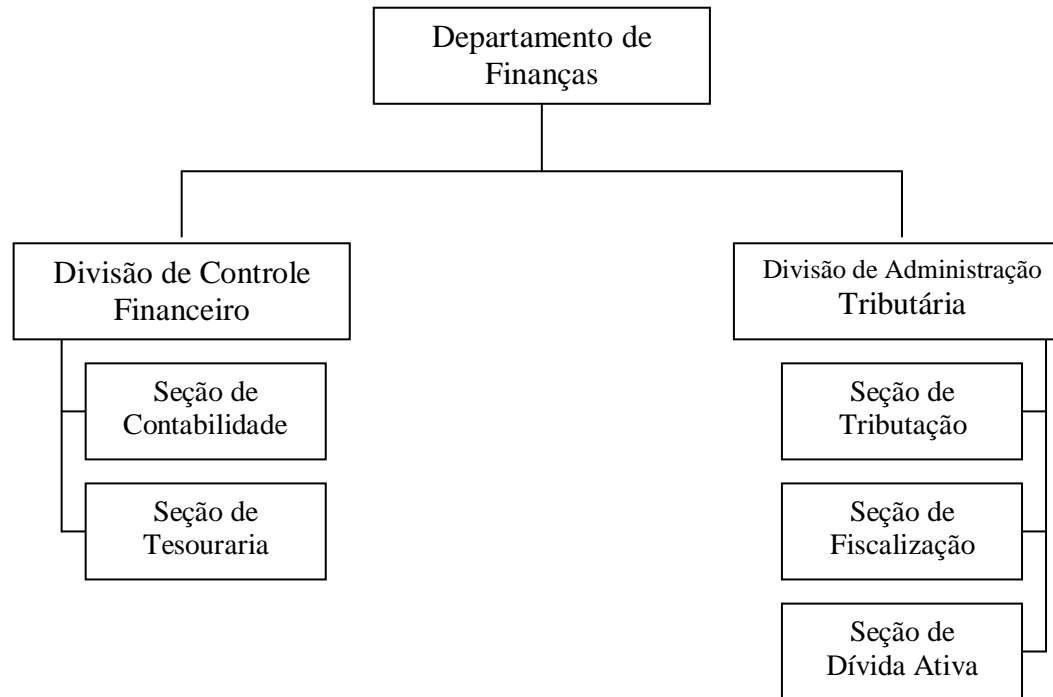 Departamento de
Finanças
Divisão de Controle
Financeiro
Seção de
Contabilidade
Seção de
Tesouraria
Divisão de Administração
Tributária
Seção de
Tributação
Seção de
Fiscalização
Seção de
Dívida Ativa